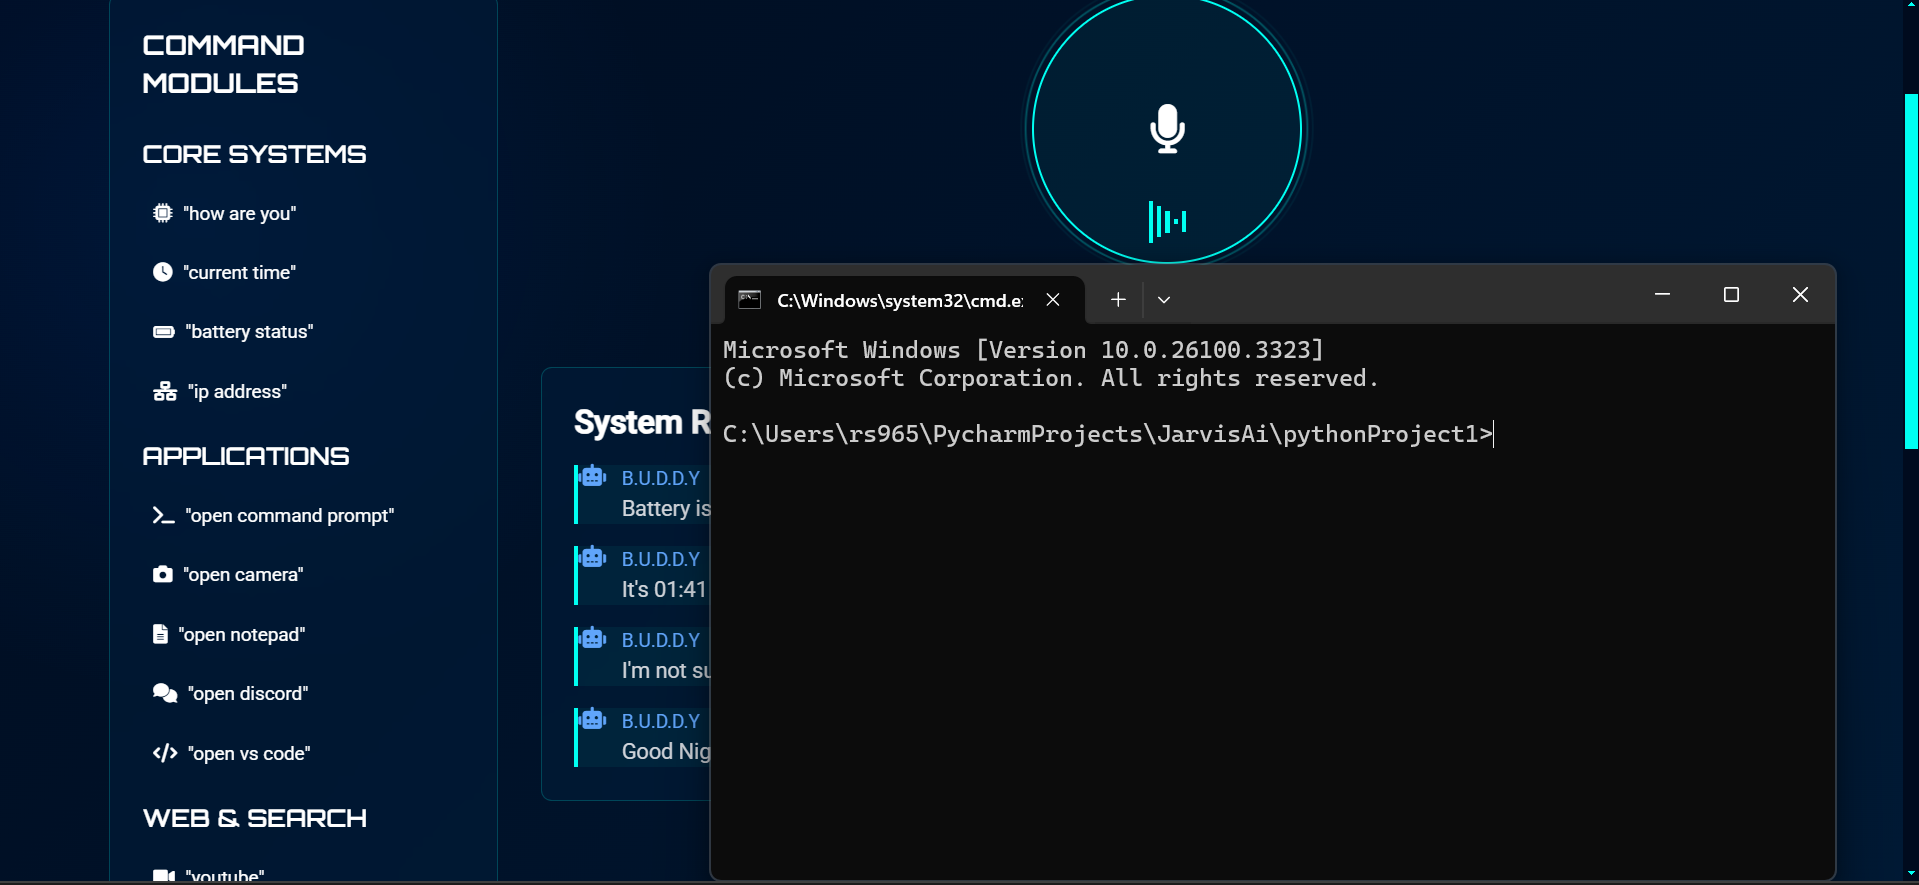 COMMAND
MODULES
CORE SYSTEMS
"how are you"
"current time"
"battery status"
"ip address"
APPLICATIONS
"open command prompt"
"open camera"
"open notepad"
"open discord"
"open vs code"
WEB & SEARCH
"youtube"
System R
B.U.D.D.Y
Battery is
B.U.D.D.Y
It's 01:41
B.U.D.D.Y
I'm not su
B.U.D.D.Y
Good Nig
C:\Windows\system32\cmd.e
Microsoft Windows [Version 10.0.26100.3323]
(c) Microsoft Corporation. All rights reserved.
C:\Users\rs965\PycharmProjects\JarvisAi\pythonProject1>